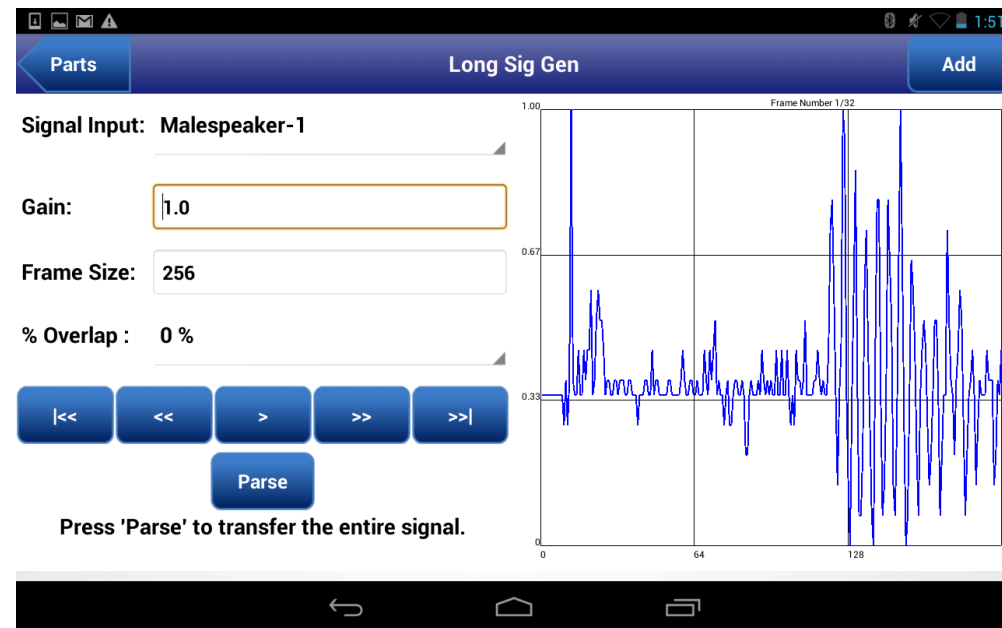 1:51
Parts
Long Sig Gen
Add
Signal Input: Malespeaker-1
Gain: 1.0
Frame Size: 256
% Overlap : 0 %
|<< << > >> >>|
Parse
Press 'Parse' to transfer the entire signal.
Frame Number 1/32
1.00
0.67
0.33
0
0 64 128